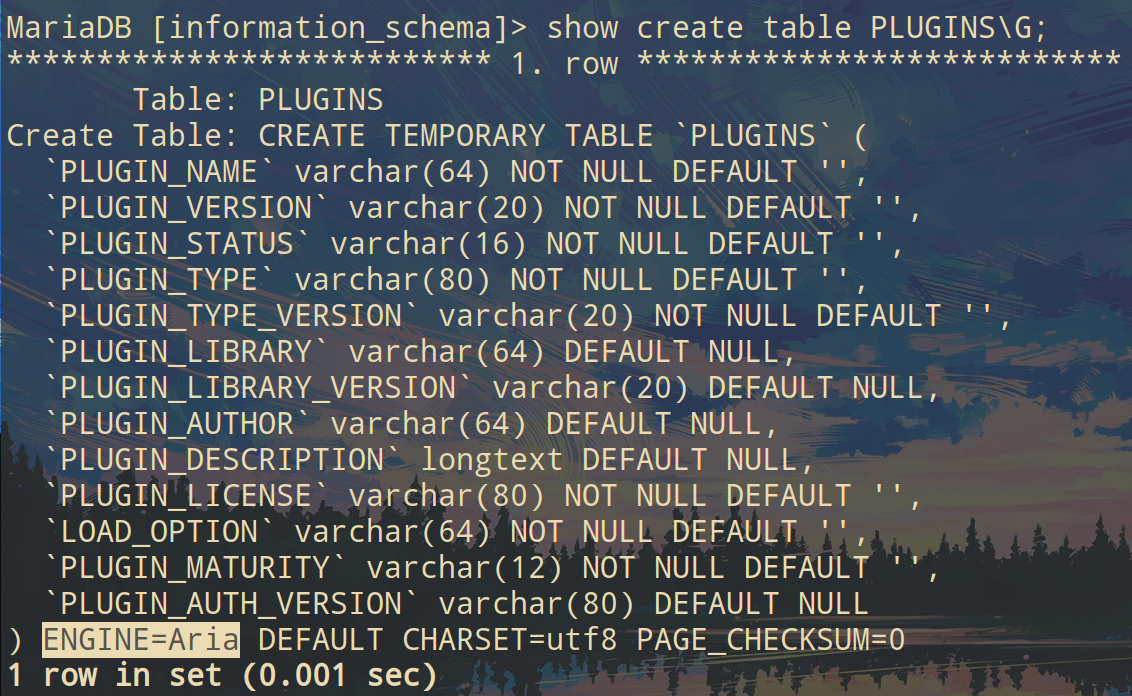 MariaDB [information_schema]> show create table PLUGINS\G;
*************************** 1. row ***************************
       Table: PLUGINS
Create Table: CREATE TEMPORARY TABLE `PLUGINS` (
  `PLUGIN_NAME` varchar(64) NOT NULL DEFAULT '',
  `PLUGIN_VERSION` varchar(20) NOT NULL DEFAULT '',
  `PLUGIN_STATUS` varchar(16) NOT NULL DEFAULT '',
  `PLUGIN_TYPE` varchar(80) NOT NULL DEFAULT '',
  `PLUGIN_TYPE_VERSION` varchar(20) NOT NULL DEFAULT '',
  `PLUGIN_LIBRARY` varchar(64) DEFAULT NULL,
  `PLUGIN_LIBRARY_VERSION` varchar(20) DEFAULT NULL,
  `PLUGIN_AUTHOR` varchar(64) DEFAULT NULL,
  `PLUGIN_DESCRIPTION` longtext DEFAULT NULL,
  `PLUGIN_LICENSE` varchar(80) NOT NULL DEFAULT '',
  `LOAD_OPTION` varchar(64) NOT NULL DEFAULT '',
  `PLUGIN_MATURITY` varchar(12) NOT NULL DEFAULT '',
  `PLUGIN_AUTH_VERSION` varchar(80) DEFAULT NULL
) ENGINE=Aria DEFAULT CHARSET=utf8 PAGE_CHECKSUM=0
1 row in set (0.001 sec)